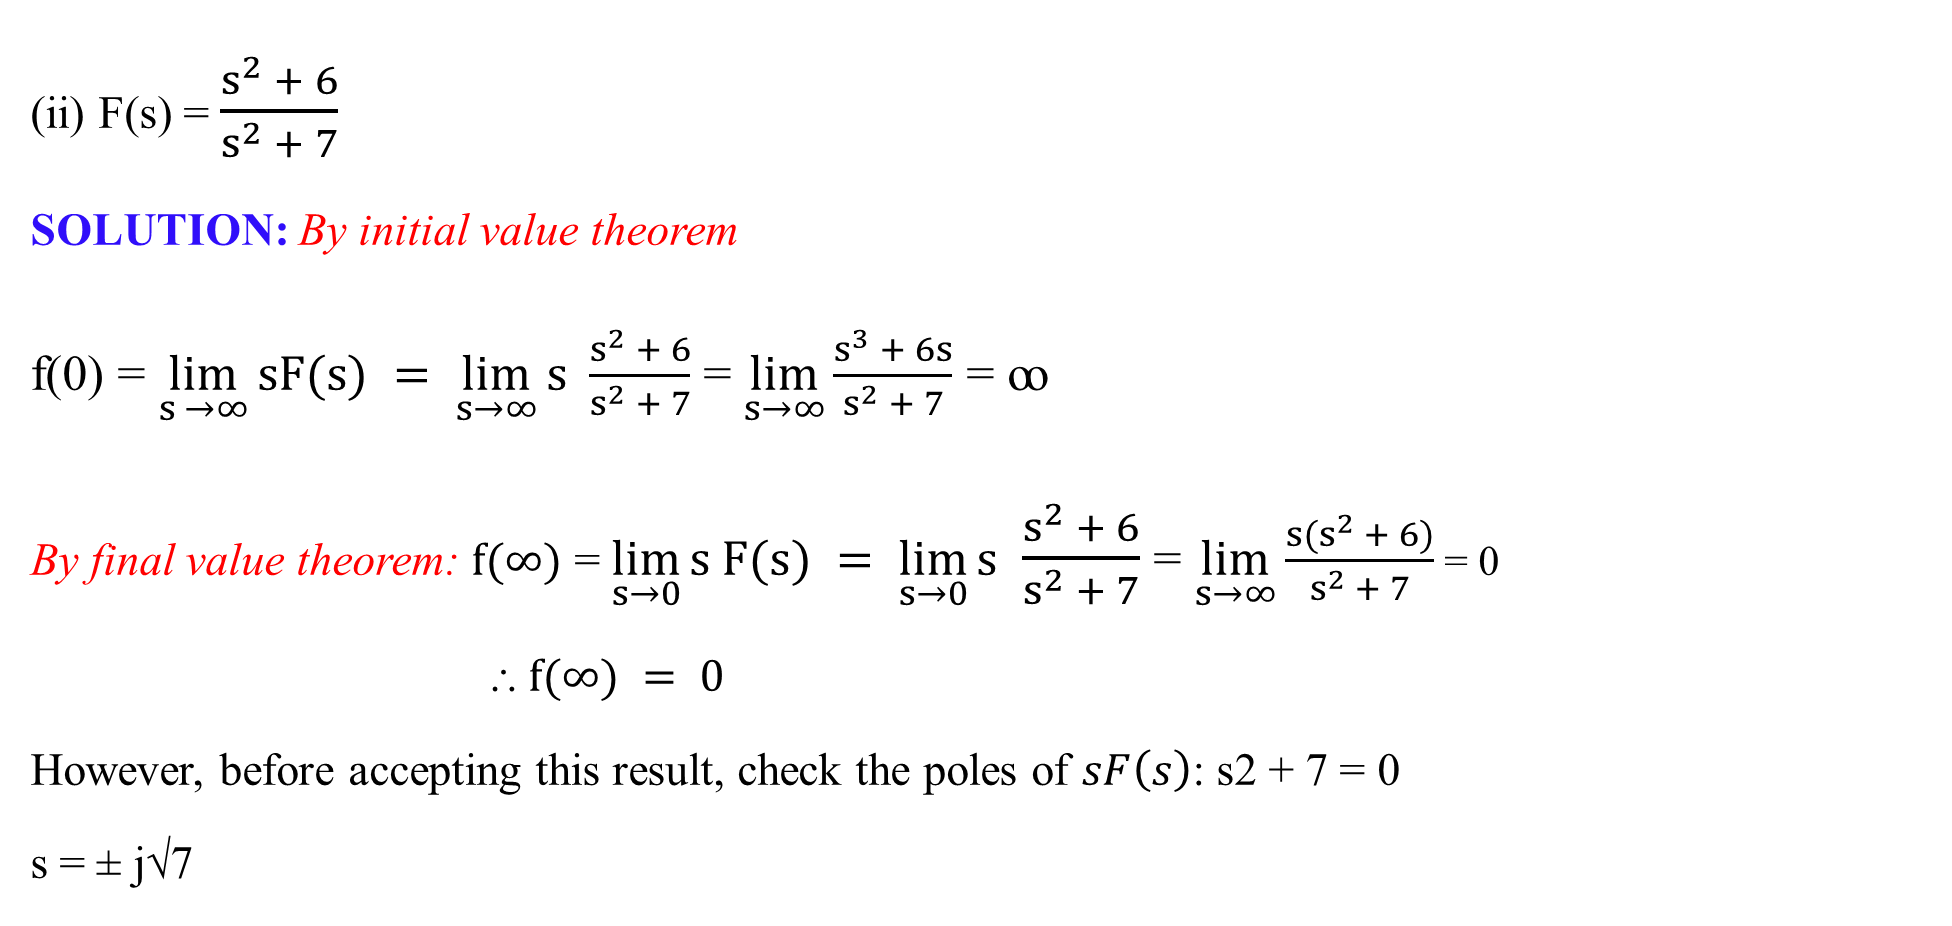 (ii) F(s) = (s² + 6)/(s² + 7)
SOLUTION: By initial value theorem
f(0) = lim s→∞ sF(s) = lim s→∞ s (s² + 6)/(s² + 7) = lim s→∞ (s³ + 6s)/(s² + 7) = ∞
By final value theorem: f(∞) = lim s→0 s F(s) = lim s→0 s (s² + 6)/(s² + 7) = lim s→∞ s(s² + 6)/(s² + 7) = 0
∴ f(∞) = 0
However, before accepting this result, check the poles of sF(s): s2 + 7 = 0
s = ± j√7